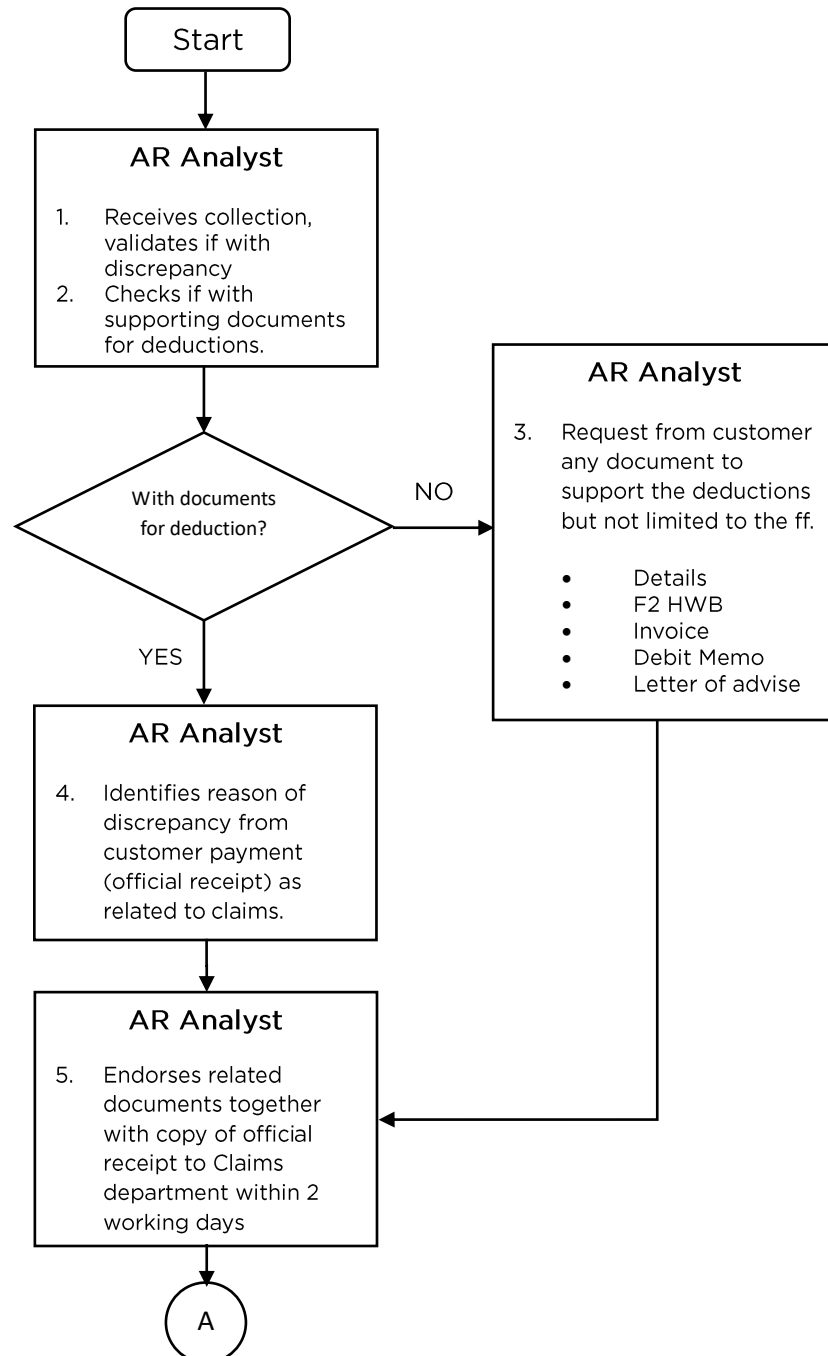 Start
AR Analyst
1. Receives collection,
validates if with
discrepancy
2. Checks if with
supporting documents
for deductions.
With documents
for deduction?
NO
AR Analyst
3. Request from customer
any document to
support the deductions
but not limited to the ff.
• Details
• F2 HWB
• Invoice
• Debit Memo
• Letter of advise
YES
AR Analyst
4. Identifies reason of
discrepancy from
customer payment
(official receipt) as
related to claims.
AR Analyst
5. Endorses related
documents together
with copy of official
receipt to Claims
department within 2
working days
A